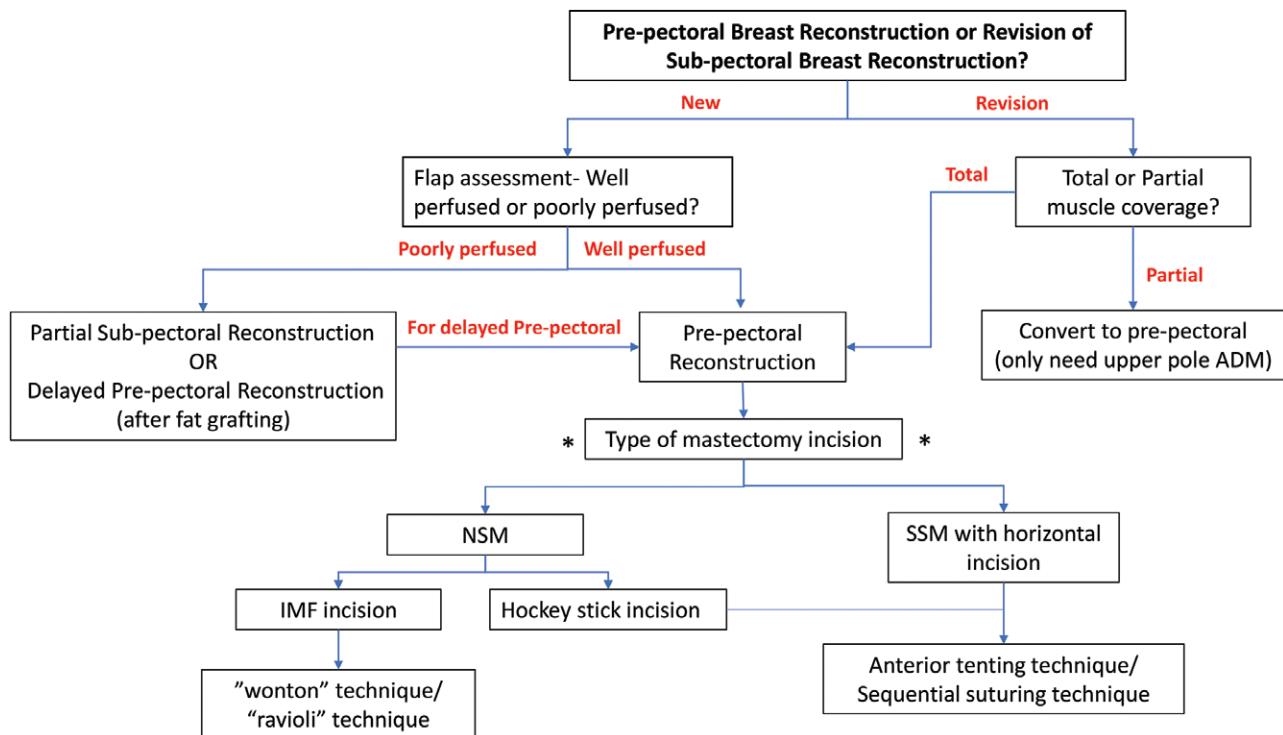 Pre-pectoral Breast Reconstruction or Revision of
Sub-pectoral Breast Reconstruction?
New
Revision
Flap assessment- Well
perfused or poorly perfused?
Total
Total or Partial
muscle coverage?
Poorly perfused
Well perfused
Partial
Partial Sub-pectoral Reconstruction
OR
Delayed Pre-pectoral Reconstruction
(after fat grafting)
For delayed Pre-pectoral
Pre-pectoral
Reconstruction
Convert to pre-pectoral
(only need upper pole ADM)
* Type of mastectomy incision *
NSM
SSM with horizontal
incision
IMF incision
Hockey stick incision
”wonton” technique/
“ravioli” technique
Anterior tenting technique/
Sequential suturing technique